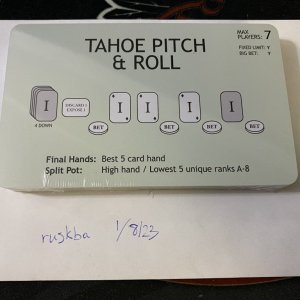 TAHOE PITCH
& ROLL
MAX
PLAYERS: 7
FIXED LIMIT: Y
BIG BET: Y
DISCARD 1
EXPOSE 1
I
I
I
I
4 DOWN
BET
BET
BET
BET
Final Hands: Best 5 card hand
Split Pot: High hand / Lowest 5 unique ranks A-8
ruskba 1/8/23